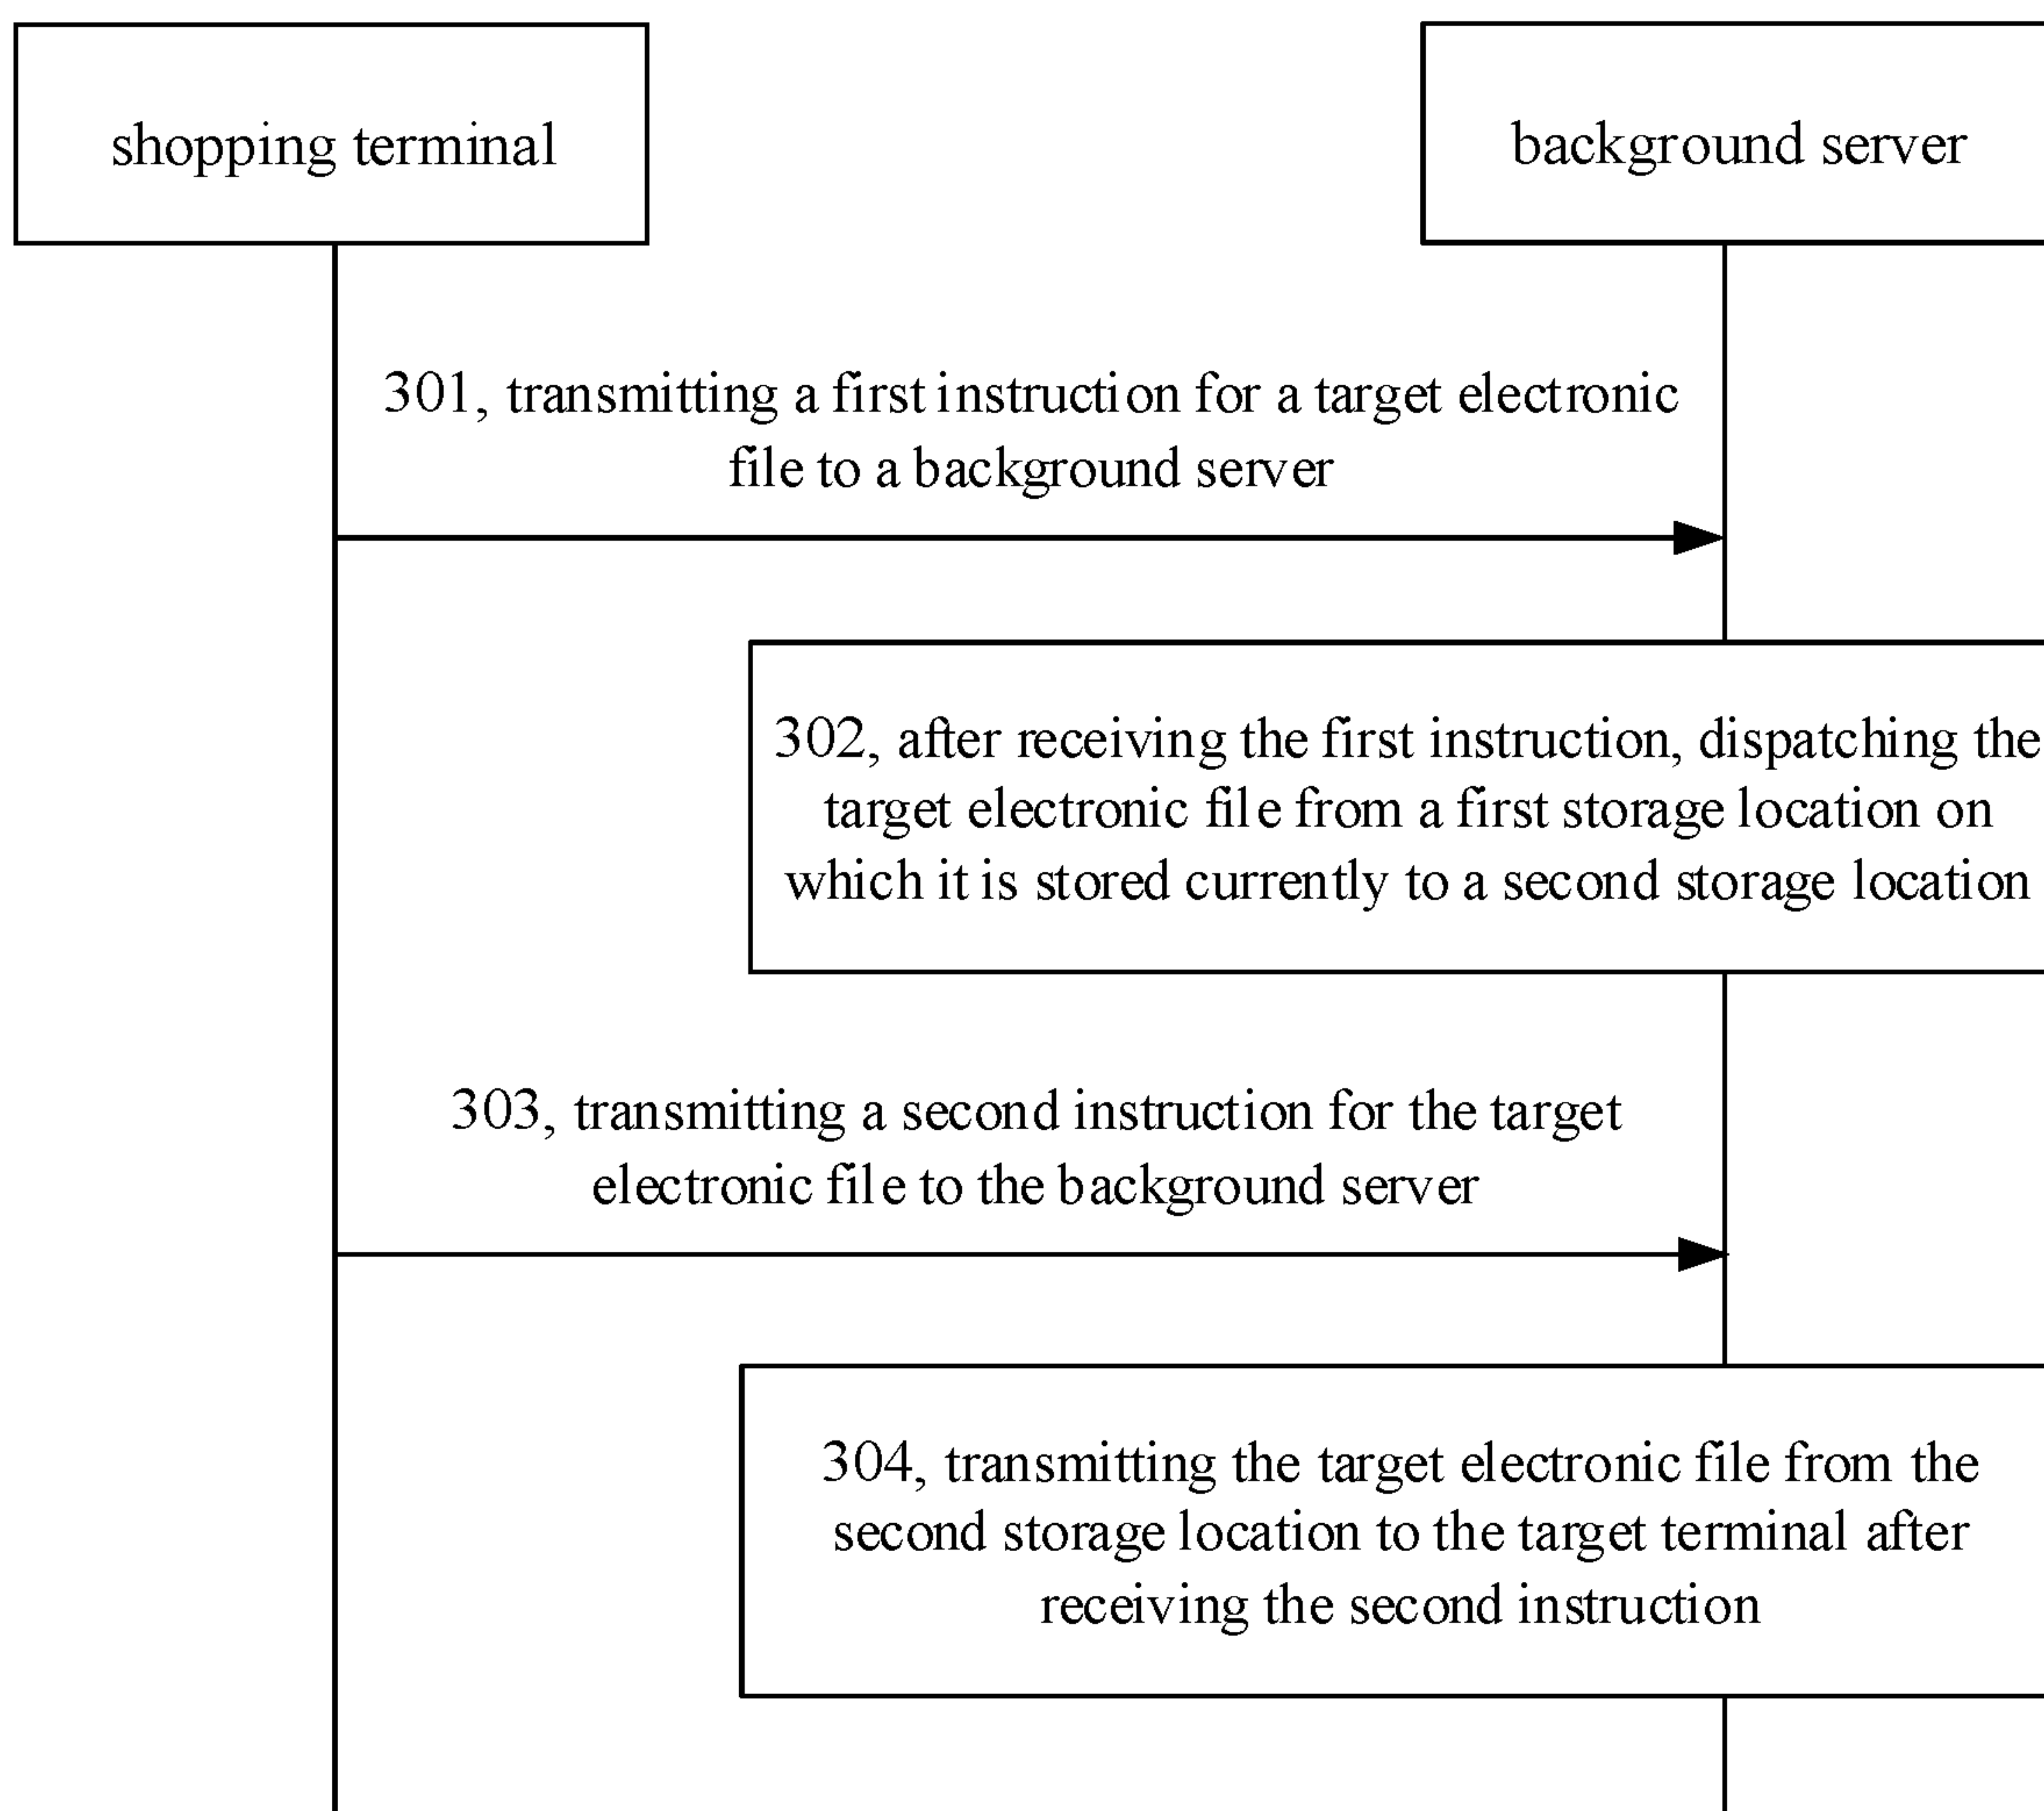 shopping terminal
background server
301, transmitting a first instruction for a target electronic
file to a background server
302, after receiving the first instruction, dispatching the
target electronic file from a first storage location on
which it is stored currently to a second storage location
303, transmitting a second instruction for the target
electronic file to the background server
304, transmitting the target electronic file from the
second storage location to the target terminal after
receiving the second instruction